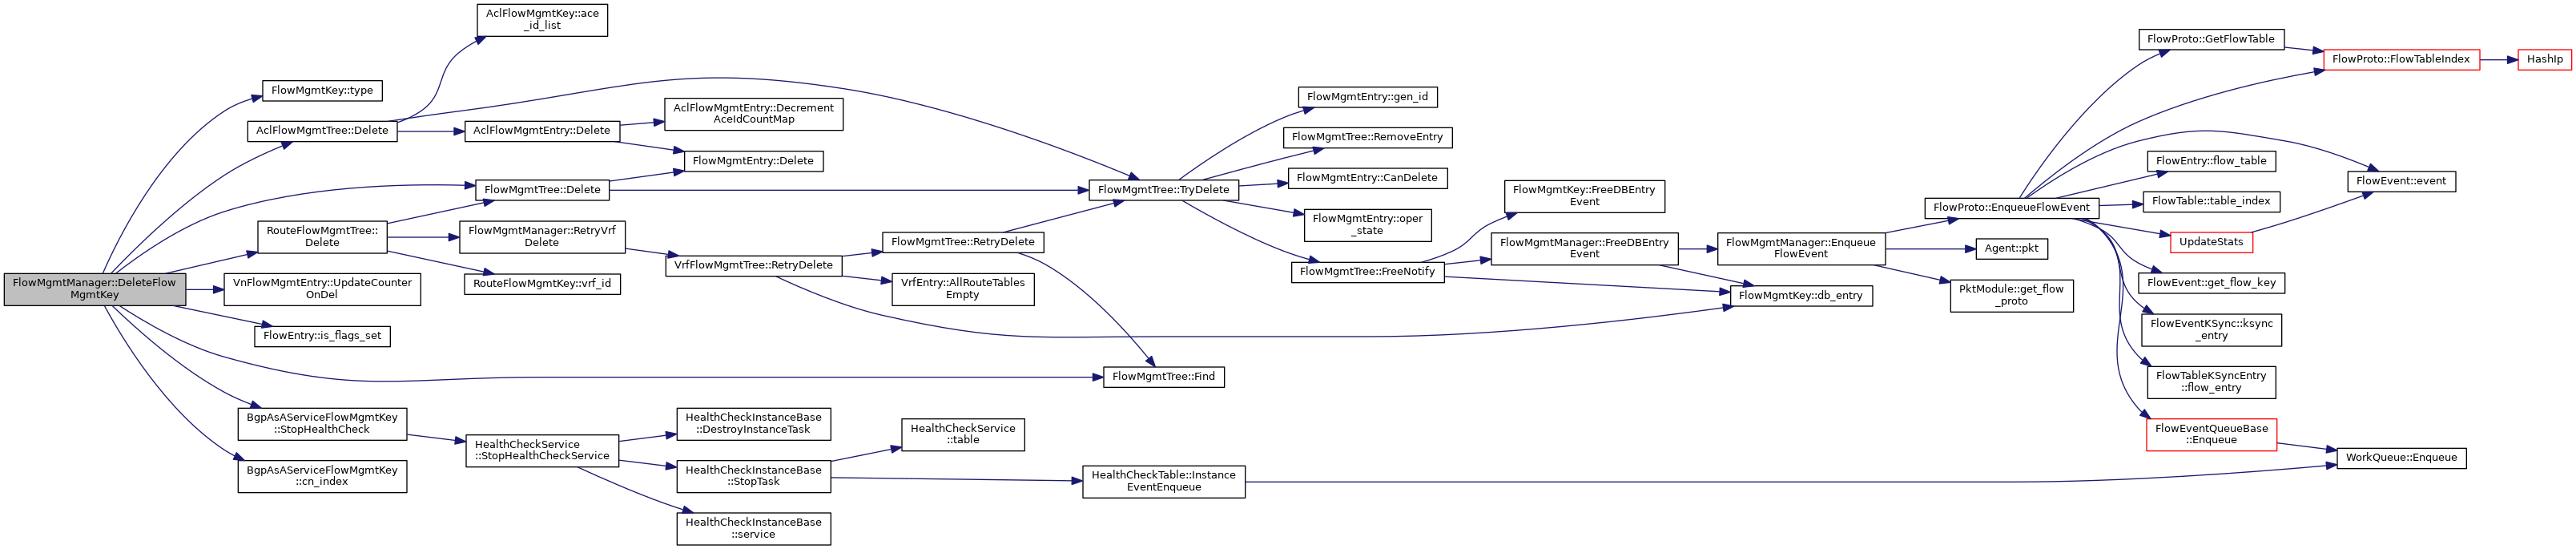 FlowMgmtManager::DeleteFlow
MgmtKey
FlowMgmtKey::type
AclFlowMgmtTree::Delete
AclFlowMgmtKey::ace
_id_list
AclFlowMgmtEntry::Delete
AclFlowMgmtEntry::Decrement
AceIdCountMap
FlowMgmtEntry::Delete
FlowMgmtTree::Delete
RouteFlowMgmtTree::
Delete
FlowMgmtManager::RetryVrf
Delete
RouteFlowMgmtKey::vrf_id
VnFlowMgmtEntry::UpdateCounter
OnDel
FlowEntry::is_flags_set
BgpAsAServiceFlowMgmtKey
::StopHealthCheck
BgpAsAServiceFlowMgmtKey
::cn_index
HealthCheckService
::StopHealthCheckService
HealthCheckInstanceBase
::DestroyInstanceTask
HealthCheckInstanceBase
::StopTask
HealthCheckInstanceBase
::service
HealthCheckService
::table
HealthCheckTable::Instance
EventEnqueue
VrfFlowMgmtTree::RetryDelete
FlowMgmtTree::RetryDelete
VrfEntry::AllRouteTables
Empty
FlowMgmtTree::TryDelete
FlowMgmtTree::Find
FlowMgmtEntry::gen_id
FlowMgmtTree::RemoveEntry
FlowMgmtEntry::CanDelete
FlowMgmtEntry::oper
_state
FlowMgmtTree::FreeNotify
FlowMgmtKey::FreeDBEntry
Event
FlowMgmtManager::FreeDBEntry
Event
FlowMgmtManager::Enqueue
FlowEvent
FlowMgmtKey::db_entry
FlowProto::EnqueueFlowEvent
Agent::pkt
PktModule::get_flow
_proto
FlowProto::GetFlowTable
FlowProto::FlowTableIndex
HashIp
FlowEntry::flow_table
FlowEvent::event
FlowTable::table_index
UpdateStats
FlowEvent::get_flow_key
FlowEventKSync::ksync
_entry
FlowTableKSyncEntry
::flow_entry
FlowEventQueueBase
::Enqueue
WorkQueue::Enqueue